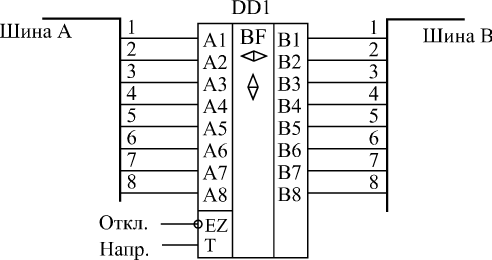 DD1
Шина А
Шина В
1 A1 BF B1 1
2 A2 B2 2
3 A3 B3 3
4 A4 B4 4
5 A5 B5 5
6 A6 B6 6
7 A7 B7 7
8 A8 B8 8
Откл. EZ
Напр. T